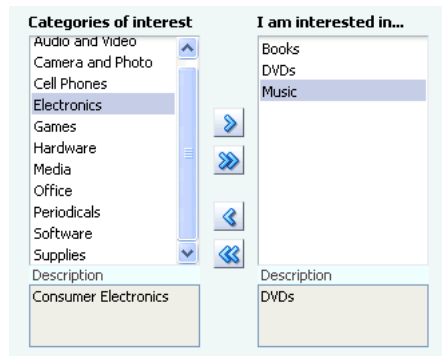 Categories of interest
Audio and Video
Camera and Photo
Cell Phones
Electronics
Games
Hardware
Media
Office
Periodicals
Software
Supplies
Description
Consumer Electronics
I am interested in...
Books
DVDs
Music
Description
DVDs